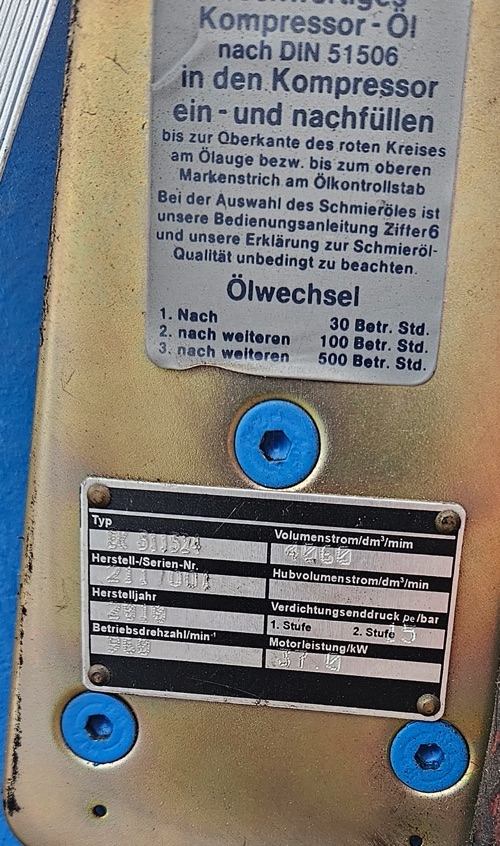 Kompressor-Öl
nach DIN 51506
in den Kompressor
ein-und nachfüllen
bis zur Oberkante des roten Kreises
am Ölauge bezw. bis zum oberen
Markenstrich am Ölkontrollstab
Bei der Auswahl des Schmieröles ist
unsere Bedienungsanleitung Ziffer6
und unsere Erklärung zur Schmieröl-
Qualität unbedingt zu beachten.
Ölwechsel
1. Nach 30 Betr. Std.
2. nach weiteren 100 Betr. Std.
3. nach weiteren 500 Betr. Std.
Typ
Volumenstrom/dm³/mim
Herstell-/Serien-Nr.
Hubvolumenstrom/dm³/min
Herstelljahr
Verdichtungsenddruck pe/bar
1. Stufe 2. Stufe 15
Betriebsdrehzahl/min-¹
Motorleistung/kW